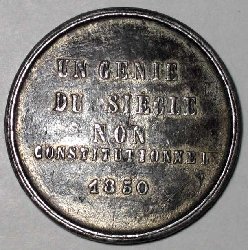 UN GENIE
DU SIÈCLE
NON
CONSTITUTIONNEL
1850